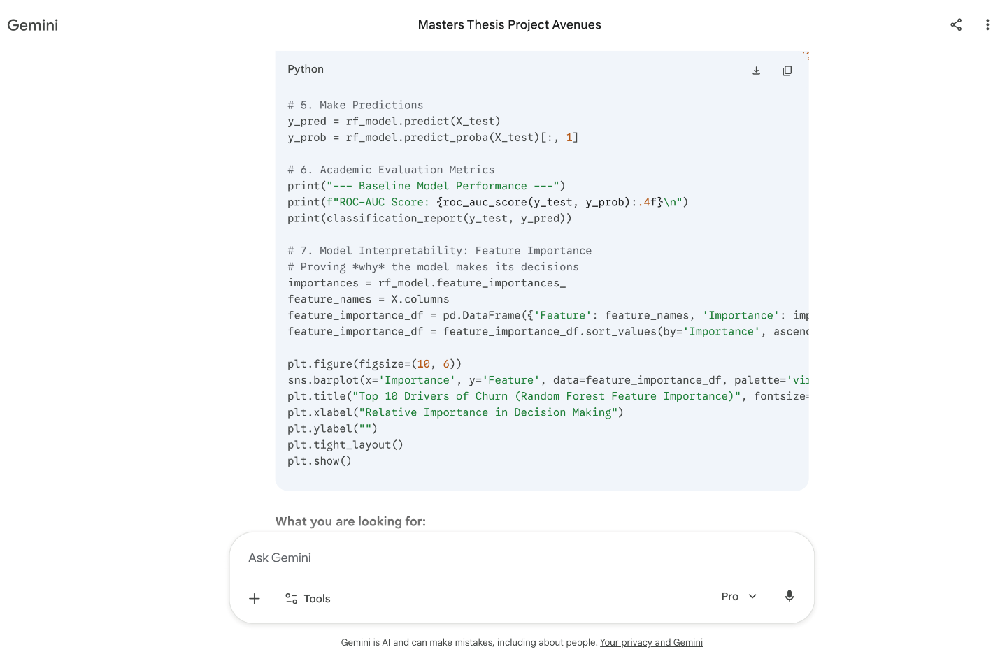 Gemini
Masters Thesis Project Avenues
Python
# 5. Make Predictions
y_pred = rf_model.predict(X_test)
y_prob = rf_model.predict_proba(X_test)[:, 1]
# 6. Academic Evaluation Metrics
print("--- Baseline Model Performance ---")
print(f"ROC-AUC Score: {roc_auc_score(y_test, y_prob):.4f}\n")
print(classification_report(y_test, y_pred))
# 7. Model Interpretability: Feature Importance
# Proving *why* the model makes its decisions
importances = rf_model.feature_importances_
feature_names = X.columns
feature_importance_df = pd.DataFrame({'Feature': feature_names, 'Importance': imp
feature_importance_df = feature_importance_df.sort_values(by='Importance', ascend
plt.figure(figsize=(10, 6))
sns.barplot(x='Importance', y='Feature', data=feature_importance_df, palette='vir
plt.title("Top 10 Drivers of Churn (Random Forest Feature Importance)", fontsize=
plt.xlabel("Relative Importance in Decision Making")
plt.ylabel("")
plt.tight_layout()
plt.show()
What you are looking for:
Ask Gemini
Tools
Pro
Gemini is AI and can make mistakes, including about people. Your privacy and Gemini